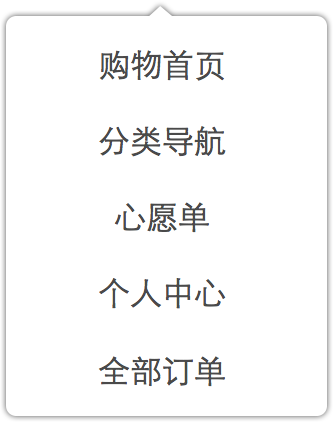 购物首页
分类导航
心愿单
个人中心
全部订单